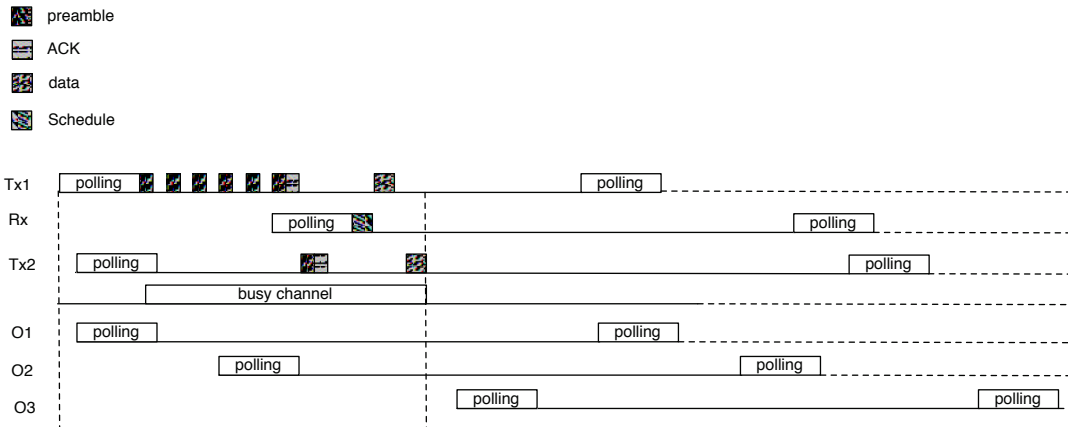 preamble
ACK
data
Schedule
Tx1 polling polling
Rx polling polling
Tx2 polling polling
busy channel
O1 polling polling
O2 polling polling
O3 polling polling